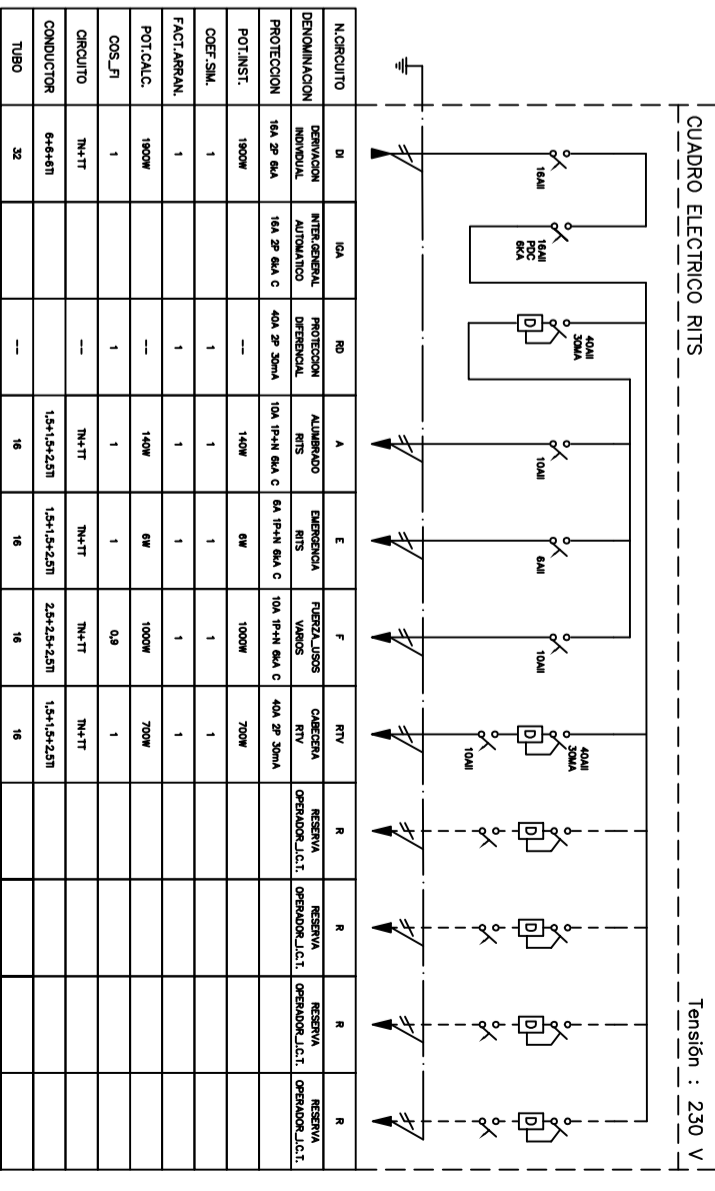 CUADRO ELECTRICO RITS
Tensión : 230 V
16AII
16AII
PDC
6KA
40AII
30MA
D
10AII
6AII
10AII
40AII
30MA
D
10AII
D
D
D
D
N.CIRCUITO DI IGA RD A E F RTV R R R R
DENOMINACION DERIVACION INDIVIDUAL INTER.GENERAL AUTOMATICO PROTECCION DIFERENCIAL ALUMBRADO RITS EMERGENCIA RITS FUERZA_USOS VARIOS CABECERA RTV RESERVA OPERADOR_I.C.T. RESERVA OPERADOR_I.C.T. RESERVA OPERADOR_I.C.T. RESERVA OPERADOR_I.C.T.
PROTECCION 16A 2P 6kA 16A 2P 6kA C 40A 2P 30mA 10A 1P+N 6kA C 6A 1P+N 6kA C 10A 1P+N 6kA C 40A 2P 30mA
POT.INST. 1900W -- 140W 6W 1000W 700W
COEF.SIM. 1 1 1 1 1 1
FACT.ARRAN. 1 1 1 1 1 1
POT.CALC. 1900W -- 140W 6W 1000W 700W
COS_FI 1 1 1 1 0,9 1
CIRCUITO TN+TT -- TN+TT TN+TT TN+TT TN+TT
CONDUCTOR 6+6+6TI 1,5+1,5+2,5TI 1,5+1,5+2,5TI 2,5+2,5+2,5TI 1,5+1,5+2,5TI
TUBO 32 -- 16 16 16 16